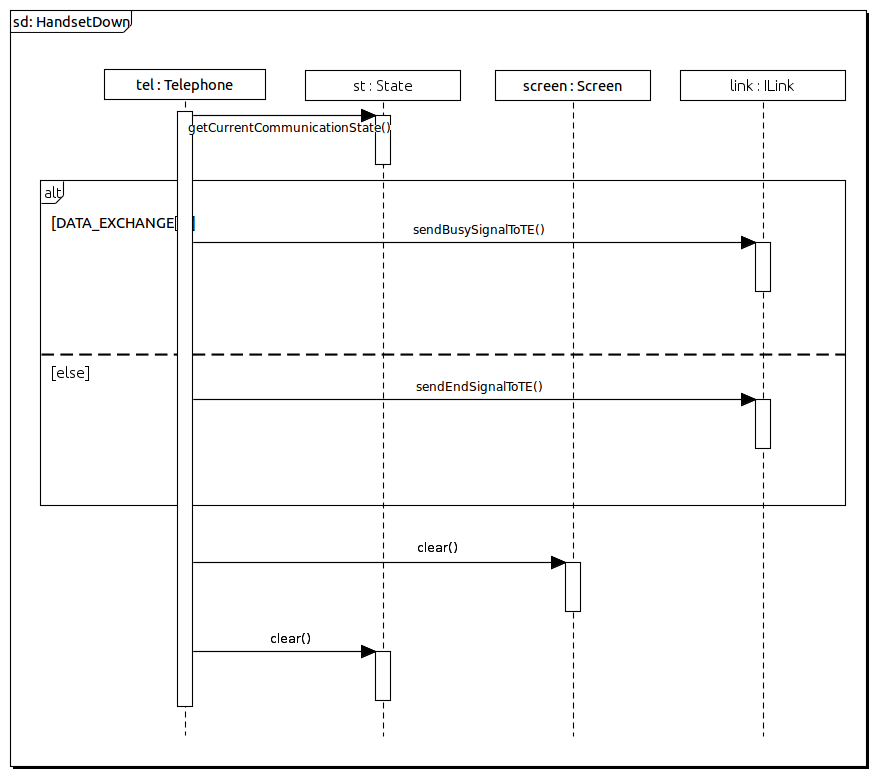 sd: HandsetDown
tel : Telephone
st : State
screen : Screen
link : ILink
getCurrentCommunicationState()
alt
[DATA_EXCHANGE]
sendBusySignalToTE()
[else]
sendEndSignalToTE()
clear()
clear()